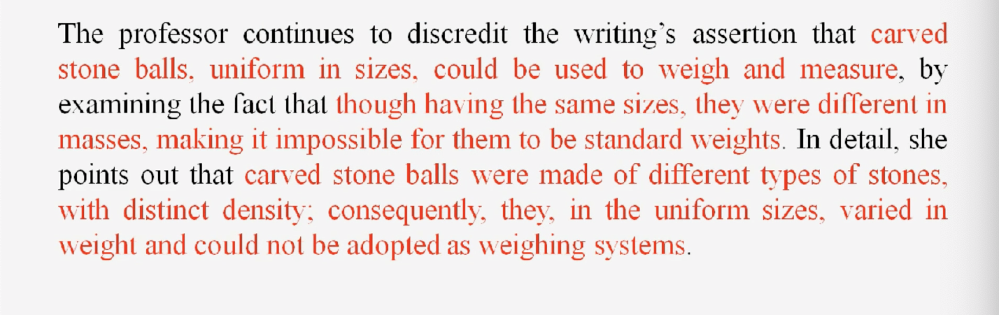 The professor continues to discredit the writing's assertion that carved
stone balls, uniform in sizes, could be used to weigh and measure, by
examining the fact that though having the same sizes, they were different in
masses, making it impossible for them to be standard weights. In detail, she
points out that carved stone balls were made of different types of stones,
with distinct density; consequently, they, in the uniform sizes, varied in
weight and could not be adopted as weighing systems.